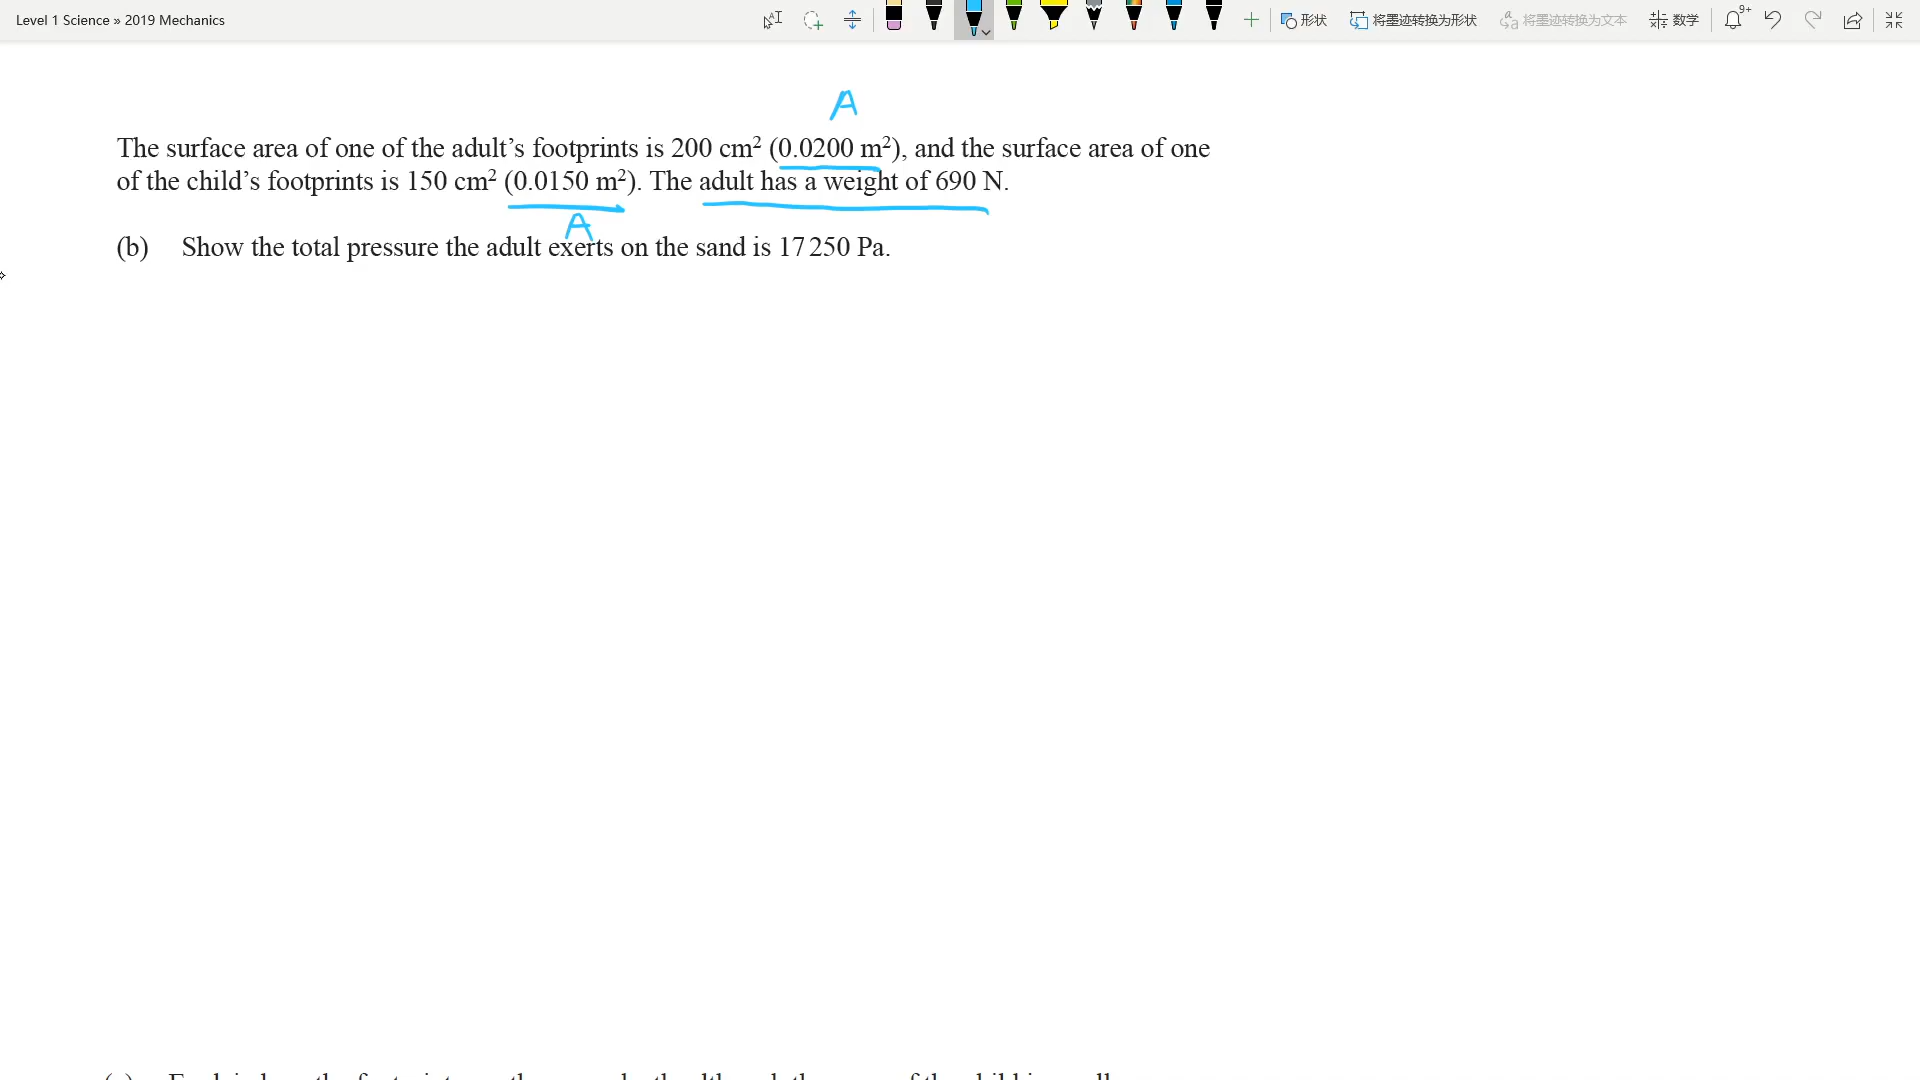 Level 1 Science » 2019 Mechanics
形状 将墨迹转换为形状 将墨迹转换为文本 数学 9+
A
The surface area of one of the adult’s footprints is 200 cm² (0.0200 m²), and the surface area of one
of the child’s footprints is 150 cm² (0.0150 m²). The adult has a weight of 690 N.
A
(b) Show the total pressure the adult exerts on the sand is 17 250 Pa.